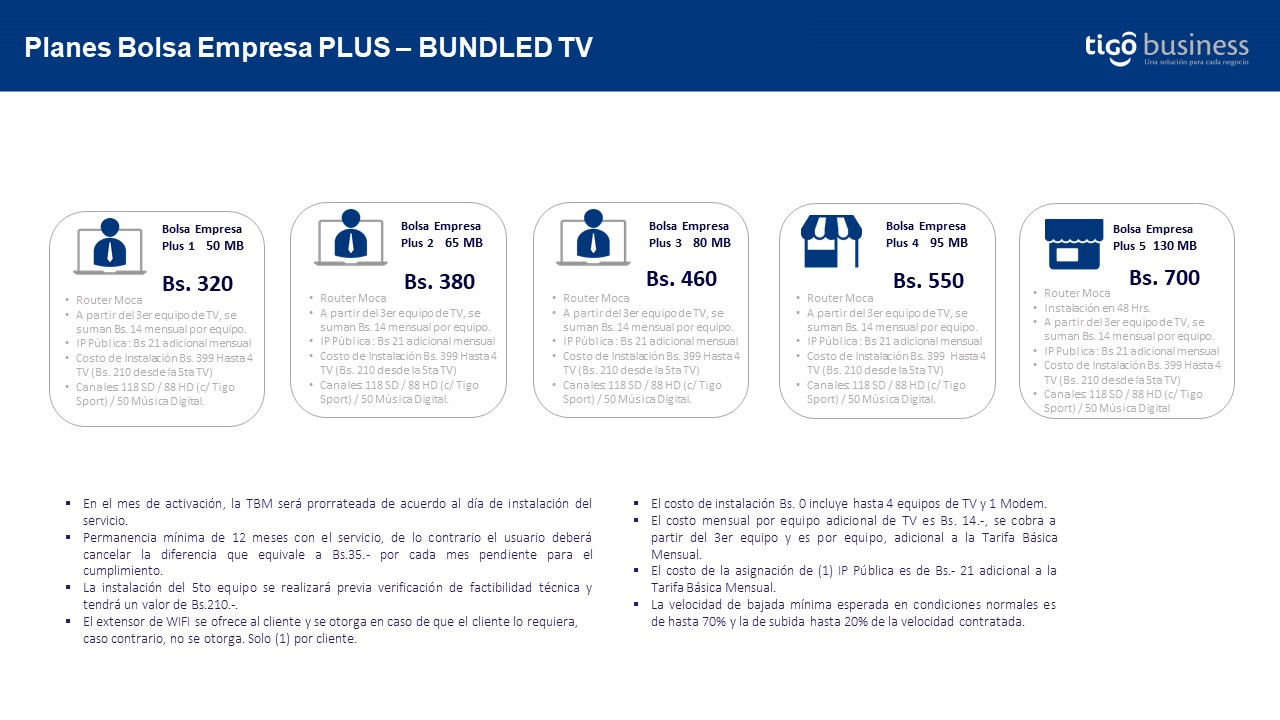 Planes Bolsa Empresa PLUS – BUNDLED TV
tigo business
Una solución para cada negocio
Bolsa Empresa
Plus 1 50 MB
Bs. 320
• Router Moca
• A partir del 3er equipo de TV, se
suman Bs. 14 mensual por equipo.
• IP Pública : Bs 21 adicional mensual
• Costo de Instalación Bs. 399 Hasta 4
TV (Bs. 210 desde la 5ta TV)
• Canales: 118 SD / 88 HD (c/ Tigo
Sport) / 50 Música Digital.
Bolsa Empresa
Plus 2 65 MB
Bs. 380
• Router Moca
• A partir del 3er equipo de TV, se
suman Bs. 14 mensual por equipo.
• IP Pública : Bs 21 adicional mensual
• Costo de Instalación Bs. 399 Hasta 4
TV (Bs. 210 desde la 5ta TV)
• Canales: 118 SD / 88 HD (c/ Tigo
Sport) / 50 Música Digital.
Bolsa Empresa
Plus 3 80 MB
Bs. 460
• Router Moca
• A partir del 3er equipo de TV, se
suman Bs. 14 mensual por equipo.
• IP Pública : Bs 21 adicional mensual
• Costo de Instalación Bs. 399 Hasta 4
TV (Bs. 210 desde la 5ta TV)
• Canales: 118 SD / 88 HD (c/ Tigo
Sport) / 50 Música Digital.
Bolsa Empresa
Plus 4 95 MB
Bs. 550
• Router Moca
• A partir del 3er equipo de TV, se
suman Bs. 14 mensual por equipo.
• IP Pública : Bs 21 adicional mensual
• Costo de Instalación Bs. 399 Hasta 4
TV (Bs. 210 desde la 5ta TV)
• Canales: 118 SD / 88 HD (c/ Tigo
Sport) / 50 Música Digital.
Bolsa Empresa
Plus 5 130 MB
Bs. 700
• Router Moca
• Instalación en 48 Hrs.
• A partir del 3er equipo de TV, se
suman Bs. 14 mensual por equipo.
• IP Publica : Bs 21 adicional mensual
• Costo de Instalación Bs. 399 Hasta 4
TV (Bs. 210 desde la 5ta TV)
• Canales: 118 SD / 88 HD (c/ Tigo
Sport) / 50 Música Digital
▪ En el mes de activación, la TBM será prorrateada de acuerdo al día de instalación del
servicio.
▪ Permanencia mínima de 12 meses con el servicio, de lo contrario el usuario deberá
cancelar la diferencia que equivale a Bs.35.- por cada mes pendiente para el
cumplimiento.
▪ La instalación del 5to equipo se realizará previa verificación de factibilidad técnica y
tendrá un valor de Bs.210.-.
▪ El extensor de WIFI se ofrece al cliente y se otorga en caso de que el cliente lo requiera,
caso contrario, no se otorga. Solo (1) por cliente.
▪ El costo de instalación Bs. 0 incluye hasta 4 equipos de TV y 1 Modem.
▪ El costo mensual por equipo adicional de TV es Bs. 14.-, se cobra a
partir del 3er equipo y es por equipo, adicional a la Tarifa Básica
Mensual.
▪ El costo de la asignación de (1) IP Pública es de Bs.- 21 adicional a la
Tarifa Básica Mensual.
▪ La velocidad de bajada mínima esperada en condiciones normales es
de hasta 70% y la de subida hasta 20% de la velocidad contratada.